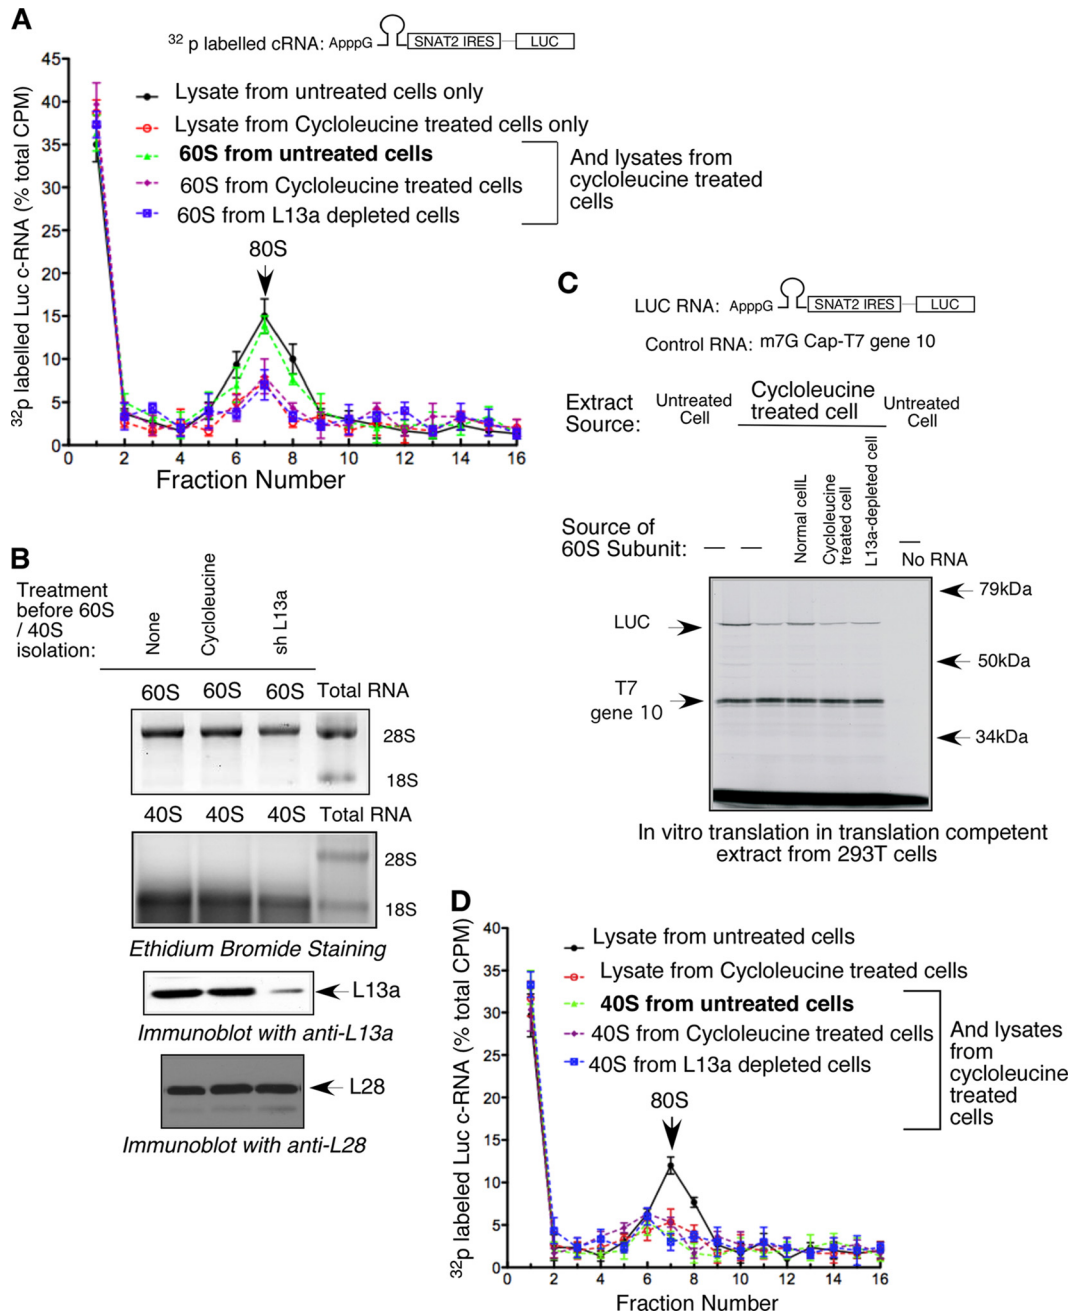 A
32 p labelled cRNA: ApppG SNAT2 IRES LUC
32p labelled Luc c-RNA (% total CPM)
45
40
35
30
25
20
15
10
5
0
Lysate from untreated cells only
Lysate from Cycloleucine treated cells only
60S from untreated cells
60S from Cycloleucine treated cells
60S from L13a depleted cells
And lysates from
cycloleucine treated
cells
80S
0 2 4 6 8 10 12 14 16
Fraction Number
B
Treatment
before 60S
/ 40S
isolation:
None
Cycloleucine
sh L13a
60S 60S 60S Total RNA
28S
18S
40S 40S 40S Total RNA
28S
18S
Ethidium Bromide Staining
L13a
Immunoblot with anti-L13a
L28
Immunoblot with anti-L28
C
LUC RNA: ApppG SNAT2 IRES LUC
Control RNA: m7G Cap-T7 gene 10
Extract
Source:
Untreated
Cell
Cycloleucine
treated cell
Untreated
Cell
Source of
60S Subunit:
Normal cellL
Cycloleucine
treated cell
L13a-depleted cell
No RNA
LUC
T7
gene 10
79kDa
50kDa
34kDa
In vitro translation in translation competent
extract from 293T cells
D
32p labeled Luc c-RNA (% total CPM)
40
35
30
25
20
15
10
5
0
Lysate from untreated cells
Lysate from Cycloleucine treated cells
40S from untreated cells
40S from Cycloleucine treated cells
40S from L13a depleted cells
And lysates
from
cycloleucine
treated
cells
80S
0 2 4 6 8 10 12 14 16
Fraction Number